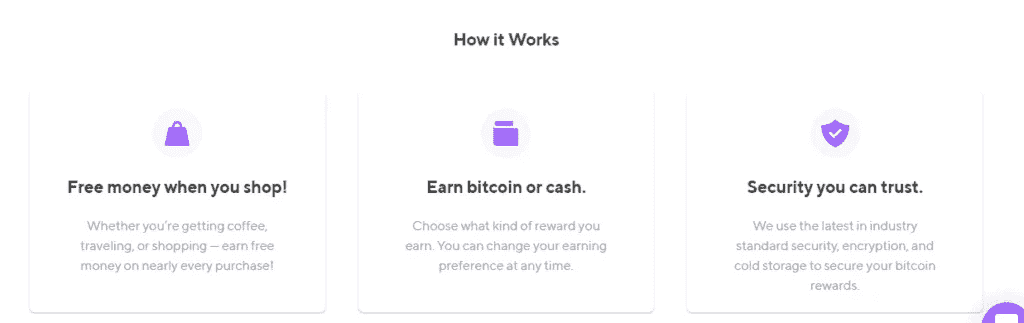 How it Works
Free money when you shop!
Whether you're getting coffee,
traveling, or shopping – earn free
money on nearly every purchase!
Earn bitcoin or cash.
Choose what kind of reward you
earn. You can change your earning
preference at any time.
Security you can trust.
We use the latest in industry
standard security, encryption, and
cold storage to secure your bitcoin
rewards.